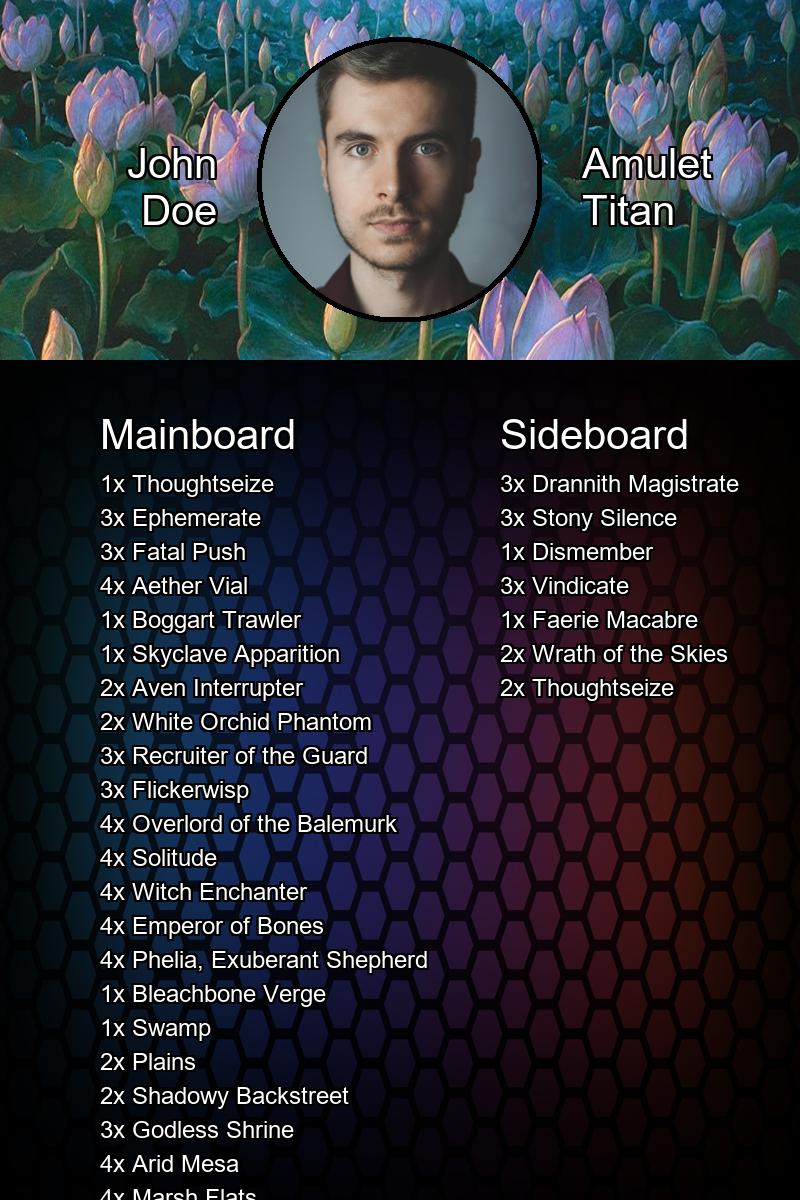 John
Doe
Amulet
Titan
Mainboard
1x Thoughtseize
3x Ephemerate
3x Fatal Push
4x Aether Vial
1x Boggart Trawler
1x Skyclave Apparition
2x Aven Interrupter
2x White Orchid Phantom
3x Recruiter of the Guard
3x Flickerwisp
4x Overlord of the Balemurk
4x Solitude
4x Witch Enchanter
4x Emperor of Bones
4x Phelia, Exuberant Shepherd
1x Bleachbone Verge
1x Swamp
2x Plains
2x Shadowy Backstreet
3x Godless Shrine
4x Arid Mesa
4x Marsh Flats
Sideboard
3x Drannith Magistrate
3x Stony Silence
1x Dismember
3x Vindicate
1x Faerie Macabre
2x Wrath of the Skies
2x Thoughtseize